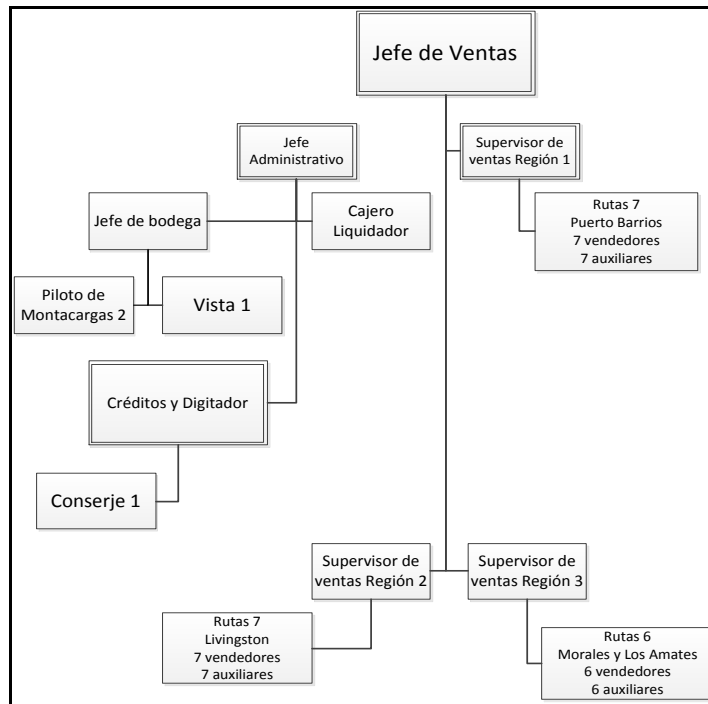 Jefe de Ventas
Jefe
Administrativo
Supervisor de
ventas Región 1
Jefe de bodega
Cajero
Liquidador
Rutas 7
Puerto Barrios
7 vendedores
7 auxiliares
Piloto de
Montacargas 2
Vista 1
Créditos y Digitador
Conserje 1
Supervisor de
ventas Región 2
Supervisor de
ventas Región 3
Rutas 7
Livingston
7 vendedores
7 auxiliares
Rutas 6
Morales y Los Amates
6 vendedores
6 auxiliares